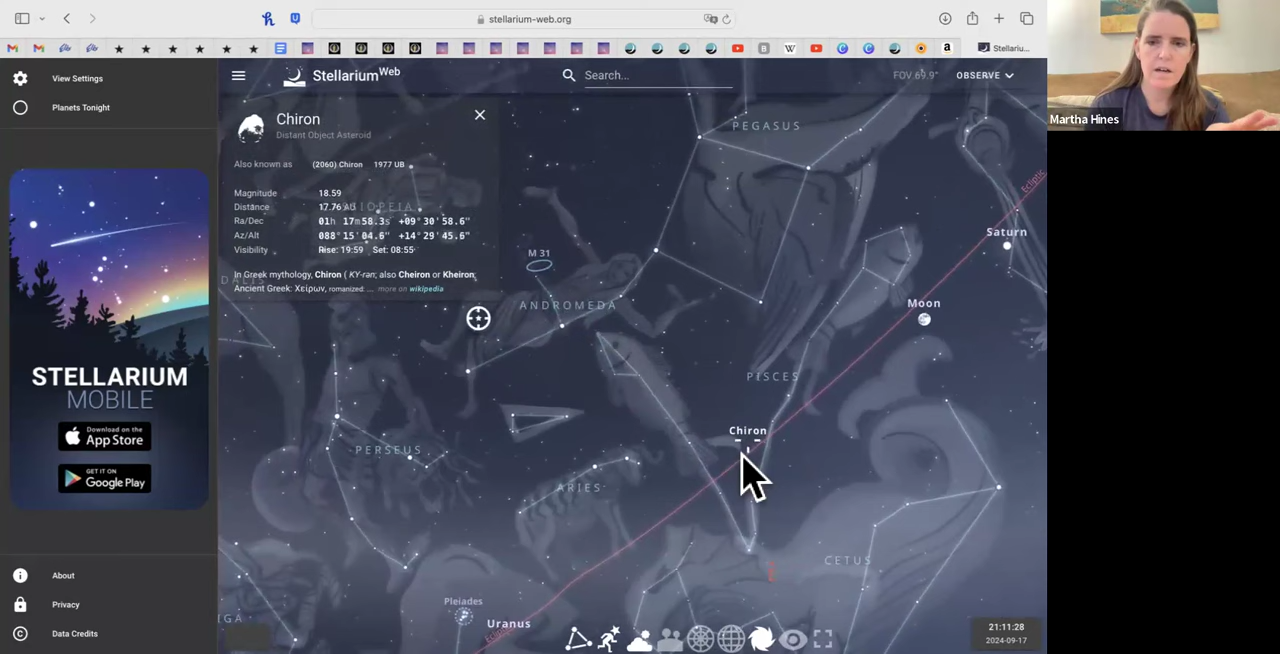 stellarium-web.org
Stellariu...
View Settings
Planets Tonight
StellariumWeb
Search...
FOV 69.9°
OBSERVE
Martha Hines
Chiron
Distant Object Asteroid
Also known as (2060) Chiron 1977 UB
Magnitude 18.59
Distance 17.76 AU
Ra/Dec 01h 17m58.3s +09°30'58.6"
Az/Alt 088°15'04.6" +14°29'45.6"
Visibility Rise: 19:59 Set: 08:55
In Greek mythology, Chiron ( KY-rən; also Cheiron or Kheiron;
Ancient Greek: Χείρων, romanized: ... more on wikipedia
PEGASUS
Ecliptic
Saturn
M 31
ANDROMEDA
Moon
PISCES
Chiron
PERSEUS
ARIES
CETUS
Pleiades
Uranus
STELLARIUM
MOBILE
Download on the
App Store
GET IT ON
Google Play
About
Privacy
Data Credits
21:11:28
2024-09-17